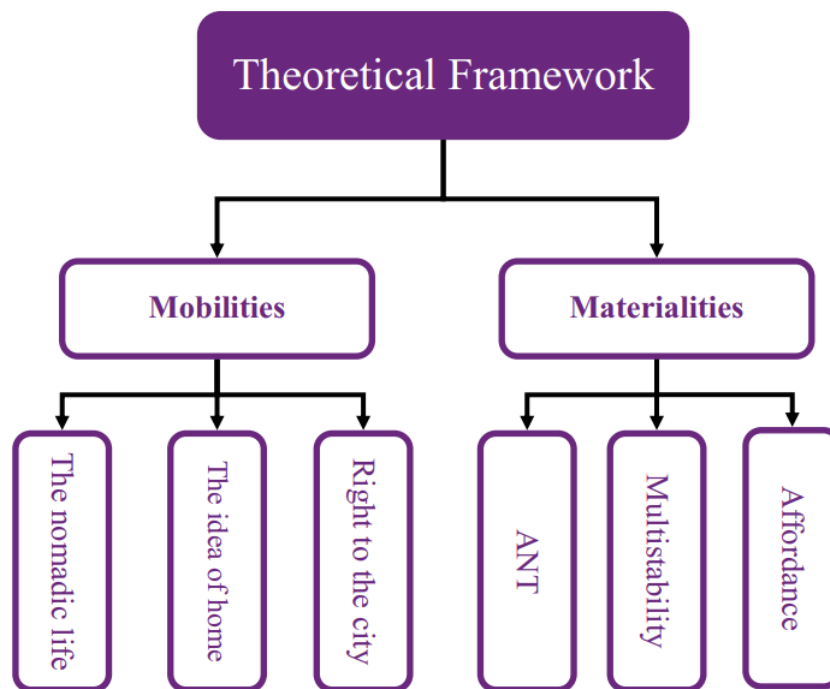 Theoretical Framework
Mobilities
Materialities
The nomadic life
The idea of home
Right to the city
ANT
Multistability
Affordance